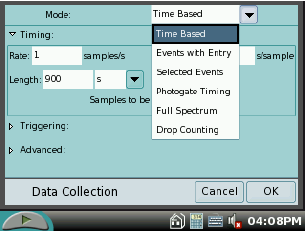 Mode: Time Based
Timing: Time Based
Rate: 1 samples/s s/sample
Events with Entry
Selected Events
Length: 900 s
Photogate Timing
Samples to be
Full Spectrum
Triggering: Drop Counting
Advanced:
Data Collection Cancel OK
04:08PM